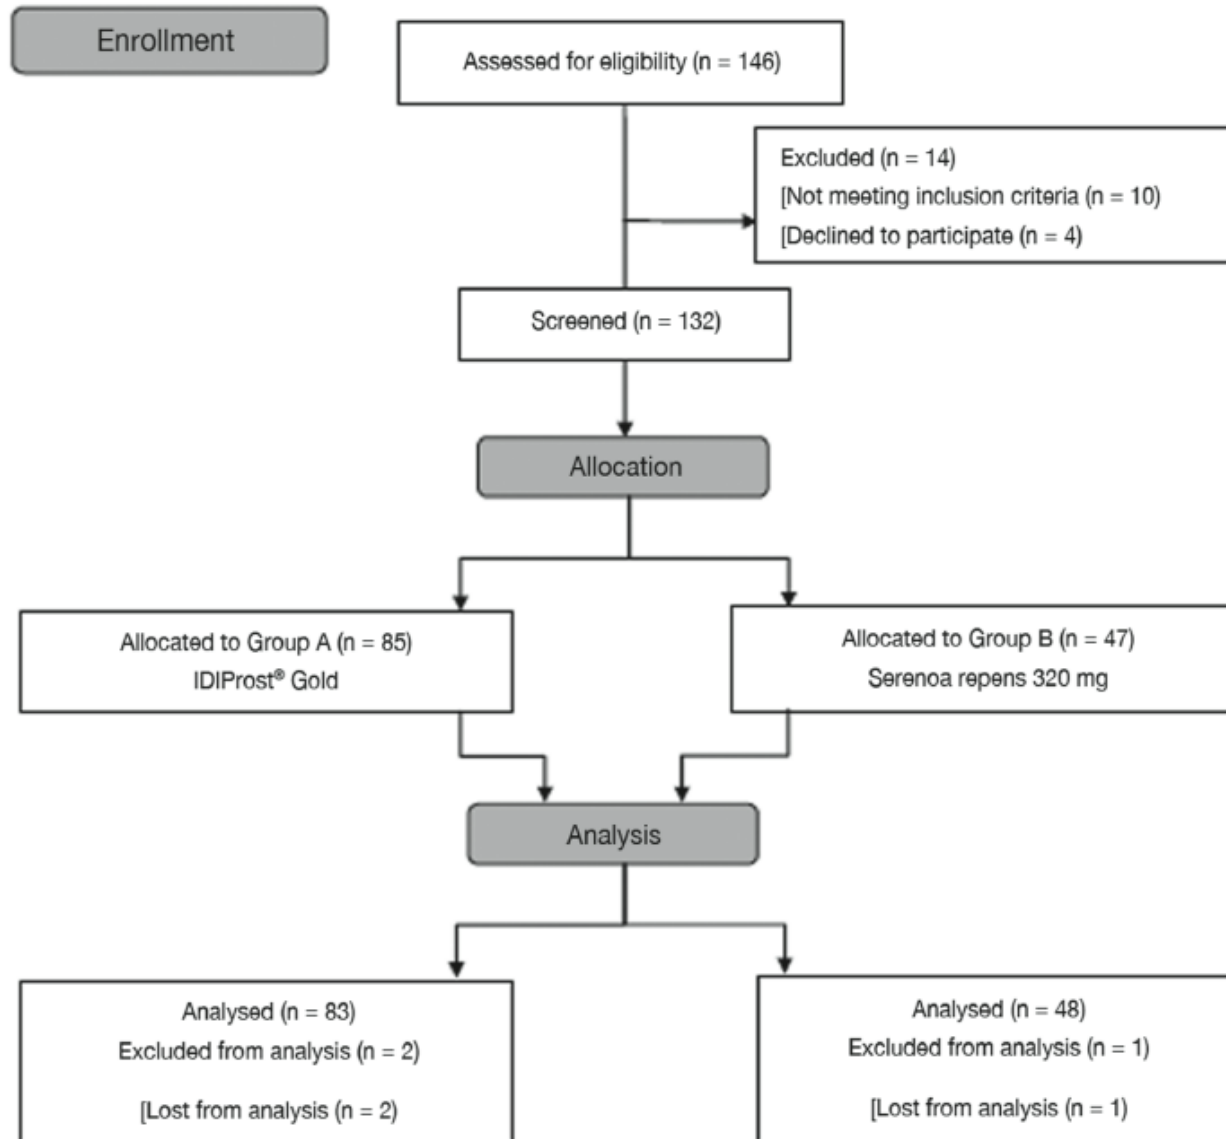 Enrollment
Assessed for eligibility (n = 146)
Excluded (n = 14)
[Not meeting inclusion criteria (n = 10)
[Declined to participate (n = 4)
Screened (n = 132)
Allocation
Allocated to Group A (n = 85)
IDIProst® Gold
Allocated to Group B (n = 47)
Serenoa repens 320 mg
Analysis
Analysed (n = 83)
Excluded from analysis (n = 2)
[Lost from analysis (n = 2)
Analysed (n = 48)
Excluded from analysis (n = 1)
[Lost from analysis (n = 1)